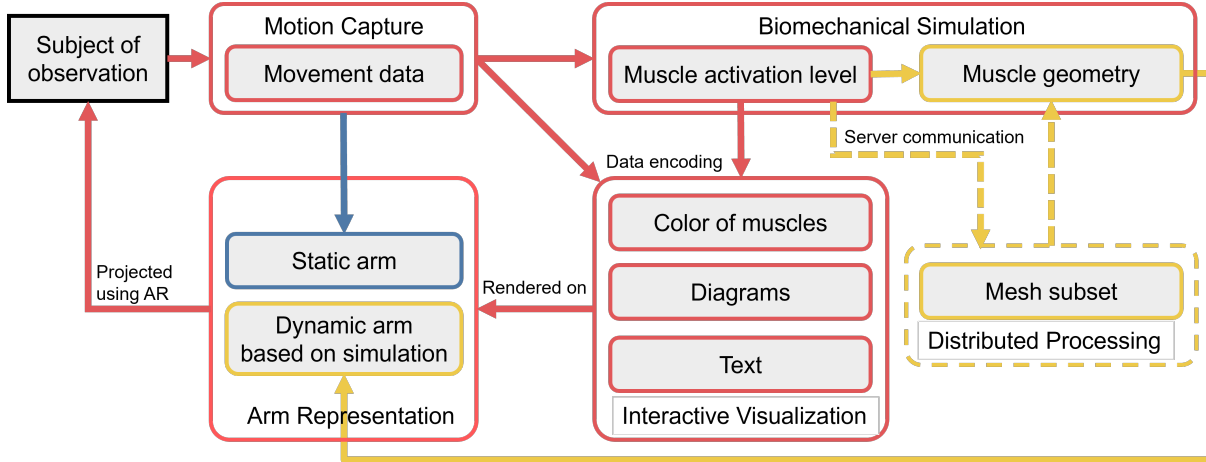 Subject of
observation
Motion Capture
Movement data
Biomechanical Simulation
Muscle activation level
Muscle geometry
Server communication
Data encoding
Color of muscles
Diagrams
Text
Interactive Visualization
Mesh subset
Distributed Processing
Static arm
Dynamic arm
based on simulation
Arm Representation
Rendered on
Projected
using AR